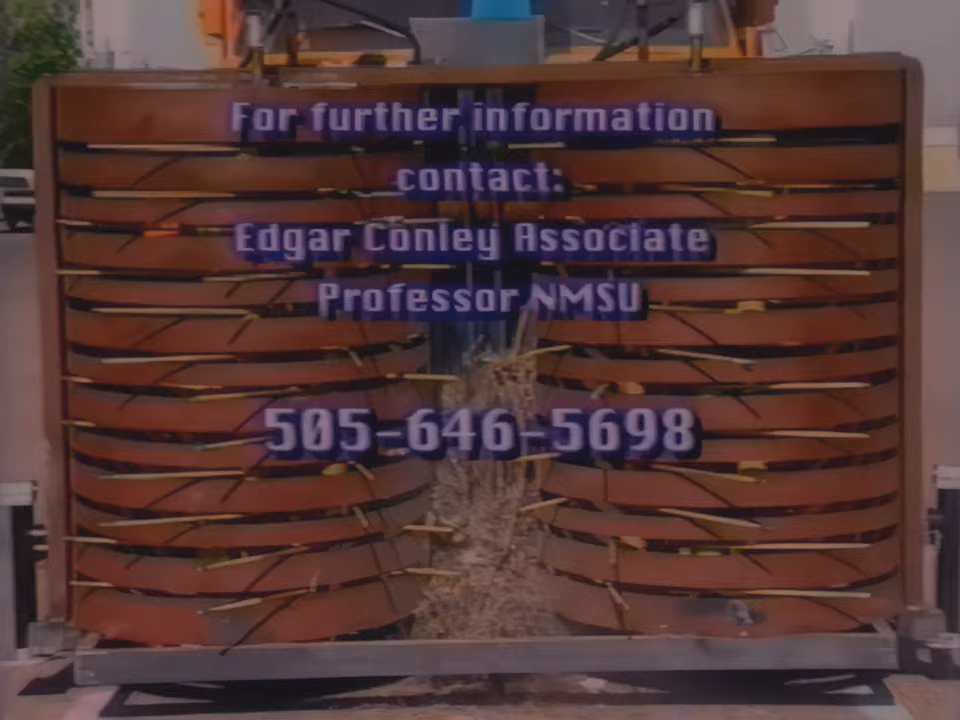 For further information
contact:
Edgar Conley Associate
Professor NMSU
505-646-5698